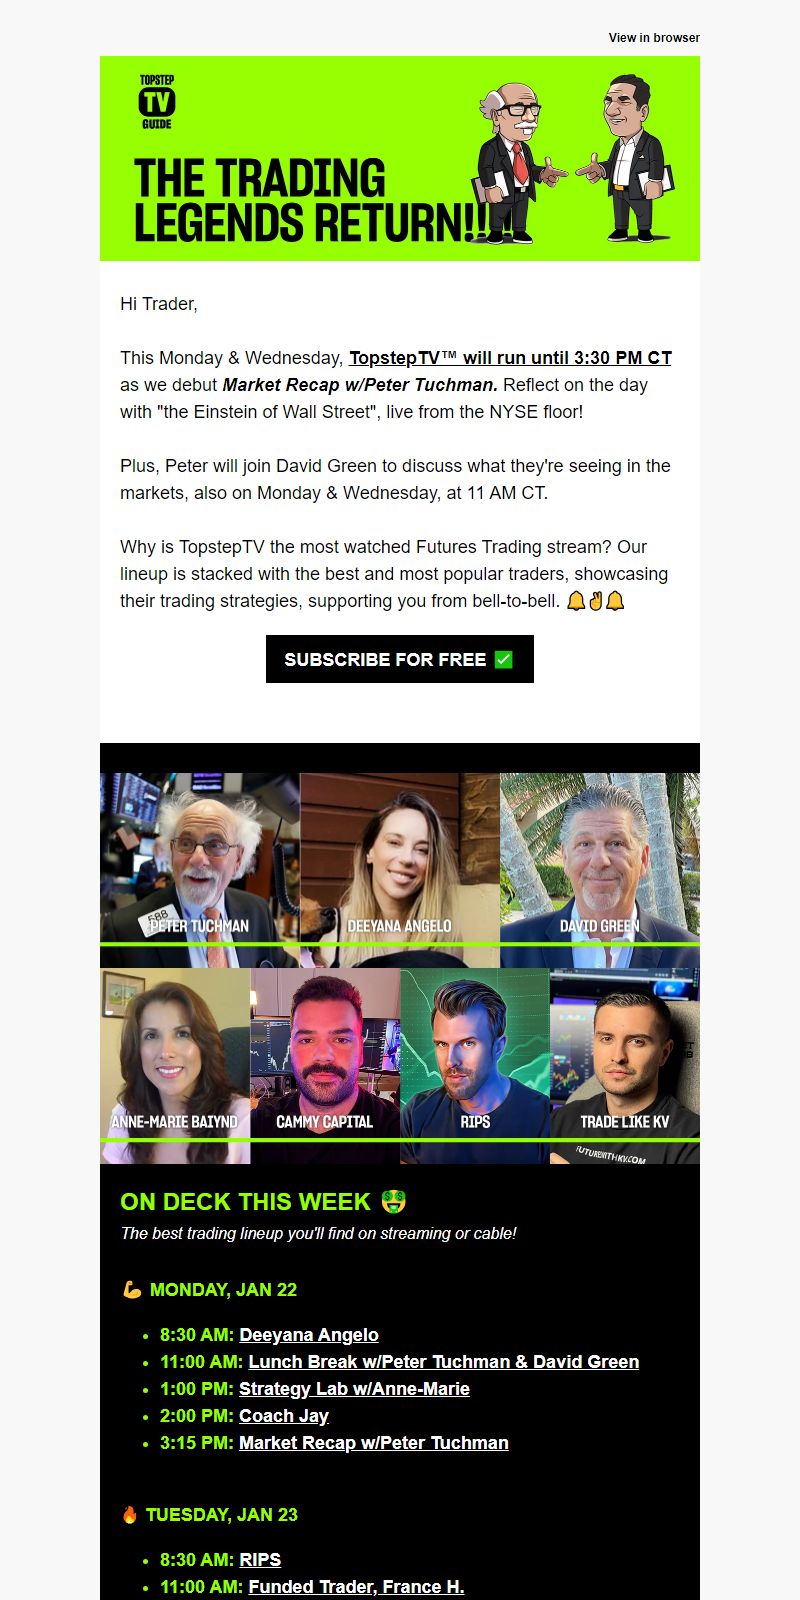 View in browser
TOPSTEP
TV
GUIDE
THE TRADING
LEGENDS RETURN!!
Hi Trader,
This Monday & Wednesday, TopstepTV™ will run until 3:30 PM CT
as we debut Market Recap w/Peter Tuchman. Reflect on the day
with "the Einstein of Wall Street", live from the NYSE floor!
Plus, Peter will join David Green to discuss what they're seeing in the
markets, also on Monday & Wednesday, at 11 AM CT.
Why is TopstepTV the most watched Futures Trading stream? Our
lineup is stacked with the best and most popular traders, showcasing
their trading strategies, supporting you from bell-to-bell. 🔔✌️🔔
SUBSCRIBE FOR FREE ✅
588
PETER TUCHMAN
DEEYANA ANGELO
DAVID GREEN
ANNE-MARIE BAIYND
CAMMY CAPITAL
RIPS
TRADE LIKE KV
FUTUREWITHKV.COM
ON DECK THIS WEEK 🤑
The best trading lineup you'll find on streaming or cable!
💪 MONDAY, JAN 22
• 8:30 AM: Deeyana Angelo
• 11:00 AM: Lunch Break w/Peter Tuchman & David Green
• 1:00 PM: Strategy Lab w/Anne-Marie
• 2:00 PM: Coach Jay
• 3:15 PM: Market Recap w/Peter Tuchman
🔥 TUESDAY, JAN 23
• 8:30 AM: RIPS
• 11:00 AM: Funded Trader, France H.